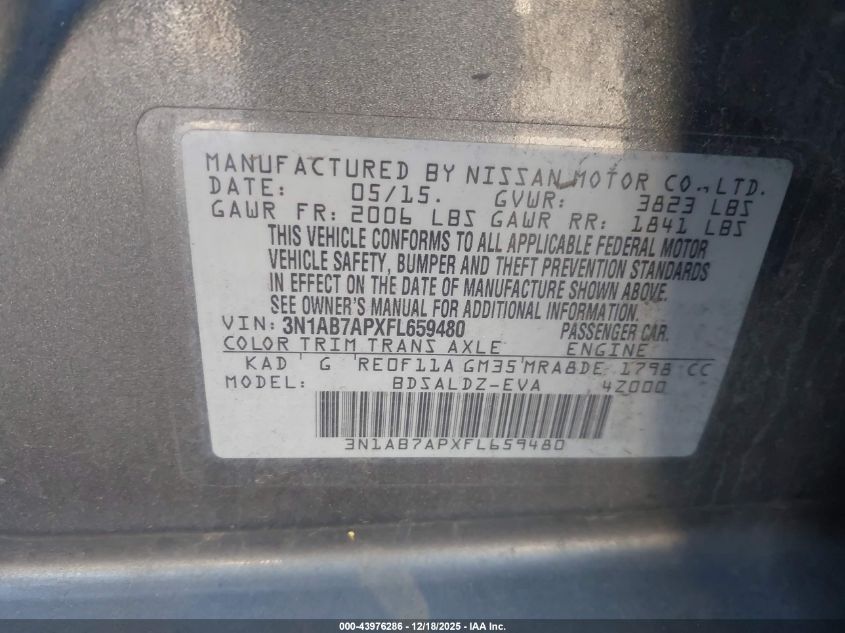 MANUFACTURED BY NISSAN MOTOR CO., LTD.
DATE: 05/15. GVWR: 3823 LBS
GAWR FR: 2006 LBS GAWR RR: 1841 LBS
THIS VEHICLE CONFORMS TO ALL APPLICABLE FEDERAL MOTOR
VEHICLE SAFETY, BUMPER AND THEFT PREVENTION STANDARDS
IN EFFECT ON THE DATE OF MANUFACTURE SHOWN ABOVE.
SEE OWNER'S MANUAL FOR ADDITIONAL INFORMATION.
VIN: 3N1AB7APXFL659480 PASSENGER CAR.
COLOR TRIM TRANS AXLE ENGINE
KAD G RE0F11A GM35 MRA8DE 1798 CC
MODEL: BDSALDZ-EVA 4Z000
3N1AB7APXFL659480
000-43976286 - 12/18/2025 - IAA Inc.